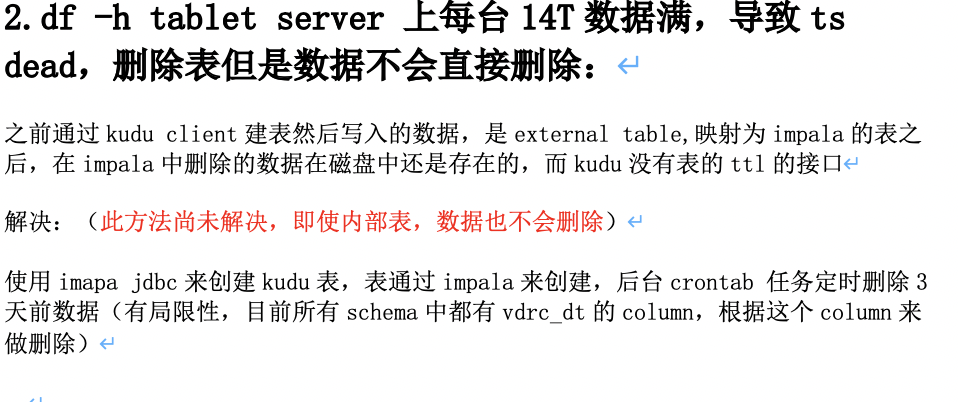 2.df -h tablet server 上每台 14T 数据满，导致 ts
dead，删除表但是数据不会直接删除：
之前通过 kudu client 建表然后写入的数据，是 external table,映射为 impala 的表之
后，在 impala 中删除的数据在磁盘中还是存在的，而 kudu 没有表的 ttl 的接口
解决：（此方法尚未解决，即使内部表，数据也不会删除）
使用 imapa jdbc 来创建 kudu 表，表通过 impala 来创建，后台 crontab 任务定时删除 3
天前数据（有局限性，目前所有 schema 中都有 vdrc_dt 的 column，根据这个 column 来
做删除）